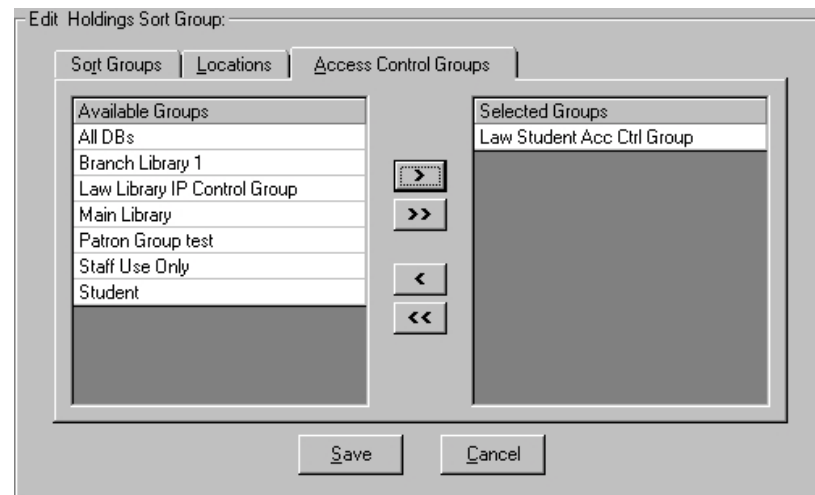 Edit Holdings Sort Group:
Sort Groups
Locations
Access Control Groups
Available Groups
All DBs
Branch Library 1
Law Library IP Control Group
Main Library
Patron Group test
Staff Use Only
Student
>
>>
<
<<
Selected Groups
Law Student Acc Ctrl Group
Save
Cancel